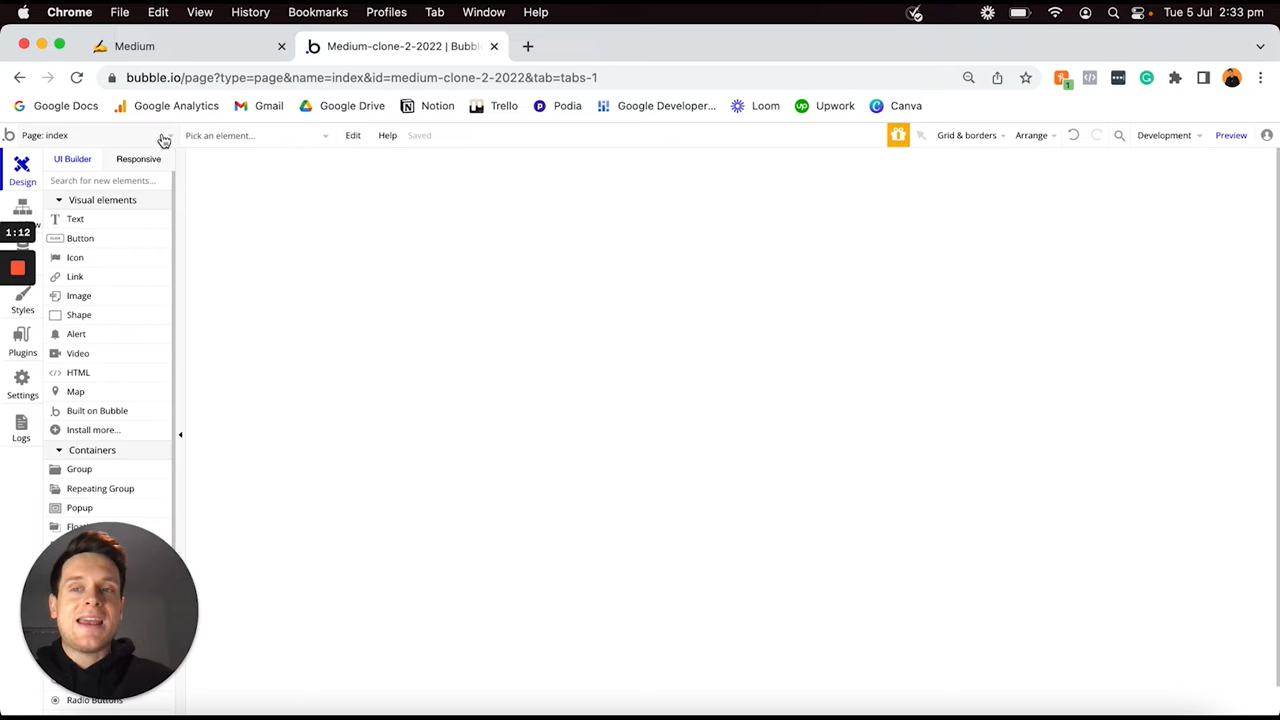 Chrome File Edit View History Bookmarks Profiles Tab Window Help Tue 5 Jul 2:33 pm
Medium
Medium-clone-2-2022 | Bubbl
bubble.io/page?type=page&name=index&id=medium-clone-2-2022&tab=tabs-1
1
Google Docs Google Analytics Gmail Google Drive Notion Trello Podia Google Developer... Loom Upwork Canva
Page: index Pick an element... Edit Help Saved Grid & borders Arrange Development Preview
UI Builder Responsive
Design
Search for new elements...
Visual elements
Text
1:12
Button
Icon
Link
Image
Styles
Shape
Alert
Plugins
Video
HTML
Settings
Map
Built on Bubble
Logs
Install more...
Containers
Group
Repeating Group
Popup
Radio Buttons